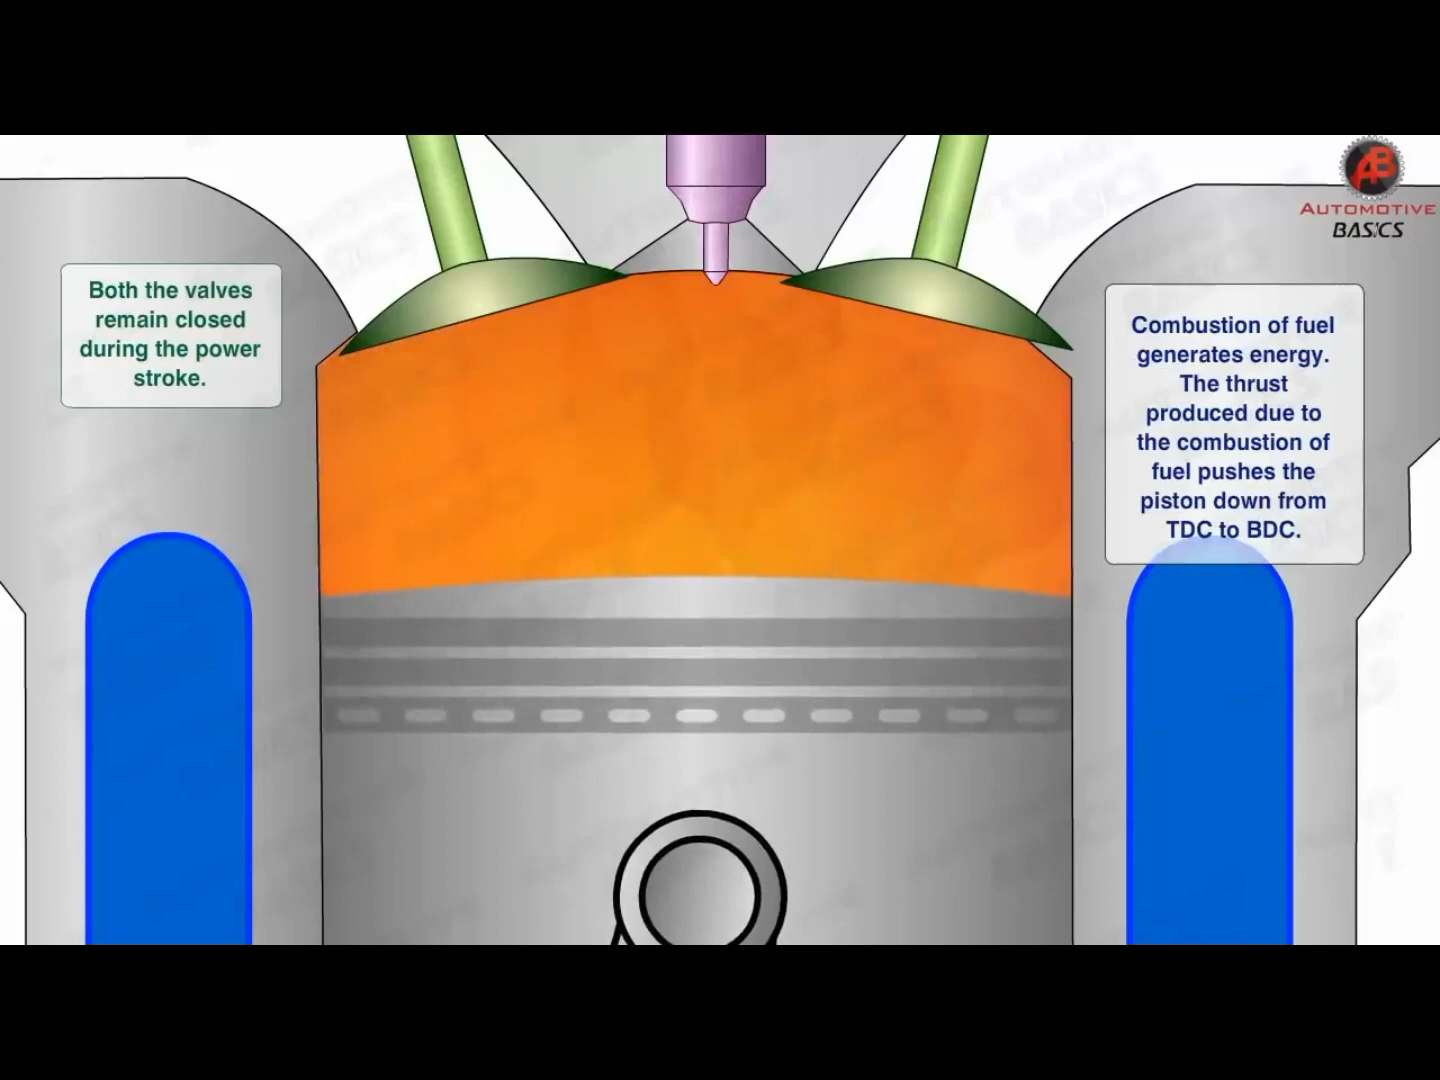 Both the valves
remain closed
during the power
stroke.
AB
AUTOMOTIVE
BASICS
Combustion of fuel
generates energy.
The thrust
produced due to
the combustion of
fuel pushes the
piston down from
TDC to BDC.